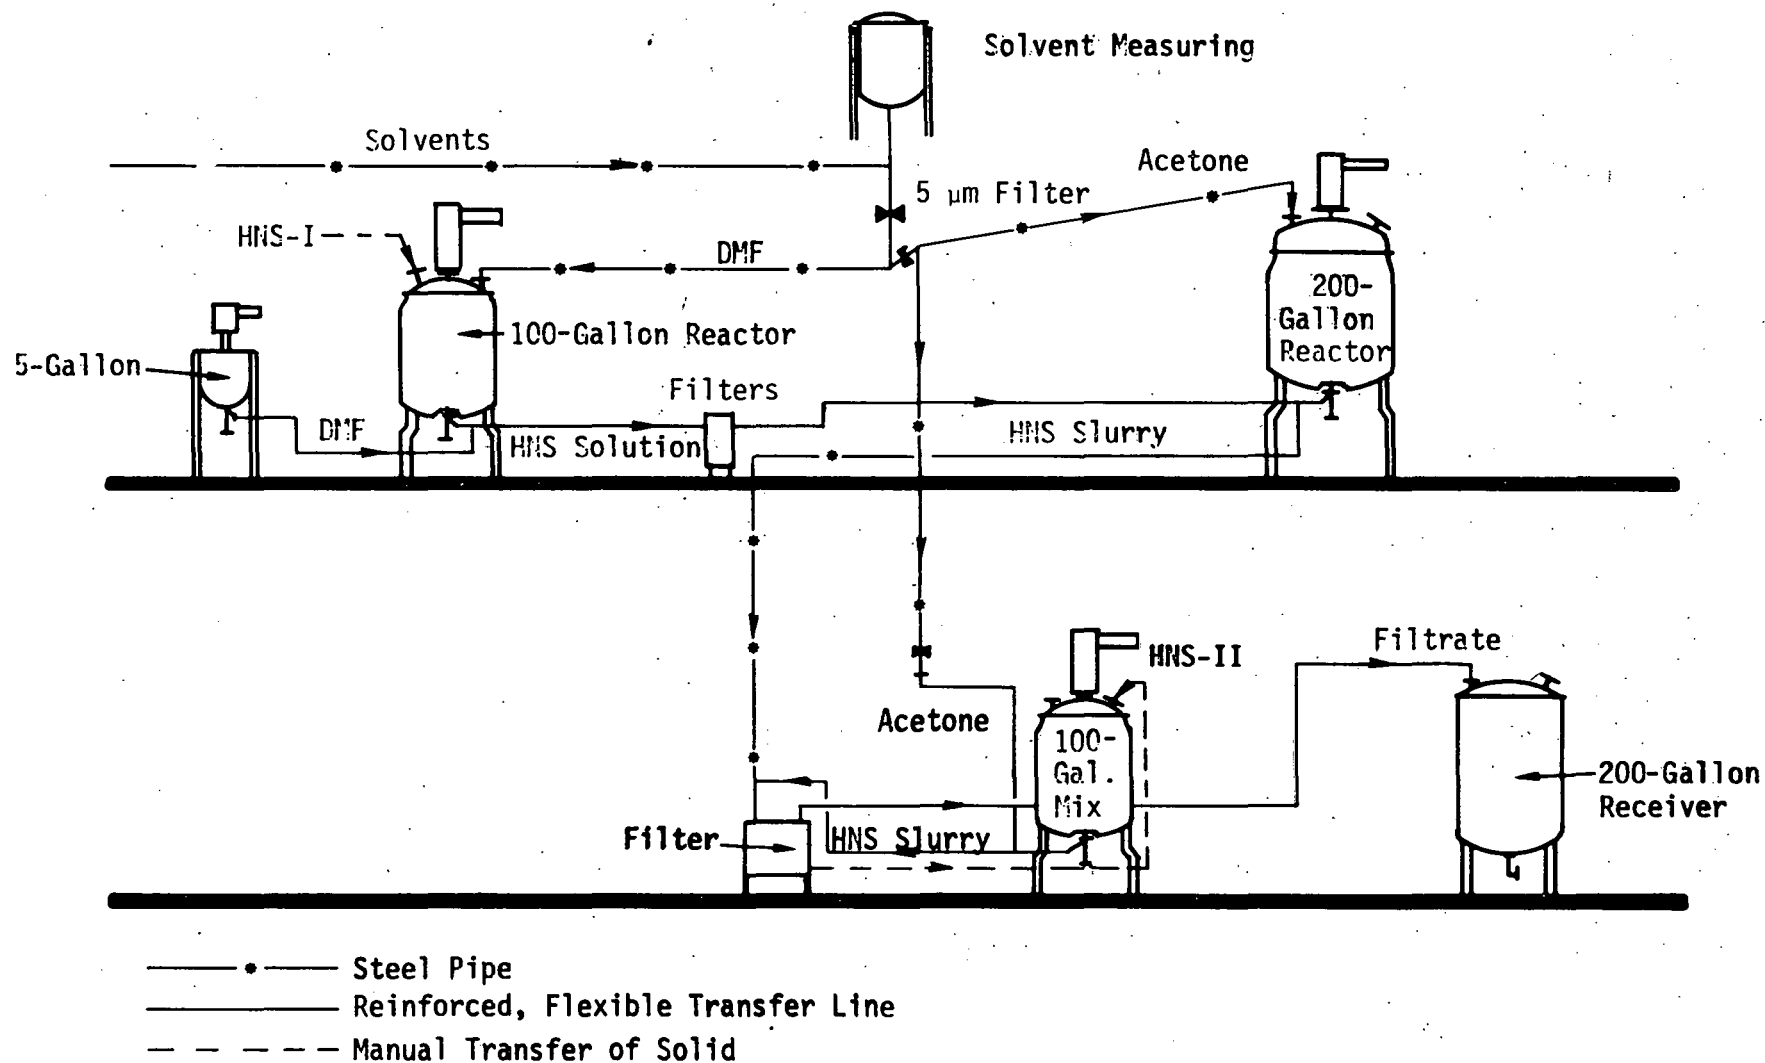 Solvent Measuring
Solvents
Acetone
5 μm Filter
HNS-I
DMF
200-
Gallon
Reactor
100-Gallon Reactor
5-Gallon
Filters
DMF
HNS Solution
HNS Slurry
Filtrate
HNS-II
Acetone
100-
Gal.
Mix
200-Gallon
Receiver
Filter
HNS Slurry
Steel Pipe
Reinforced, Flexible Transfer Line
Manual Transfer of Solid